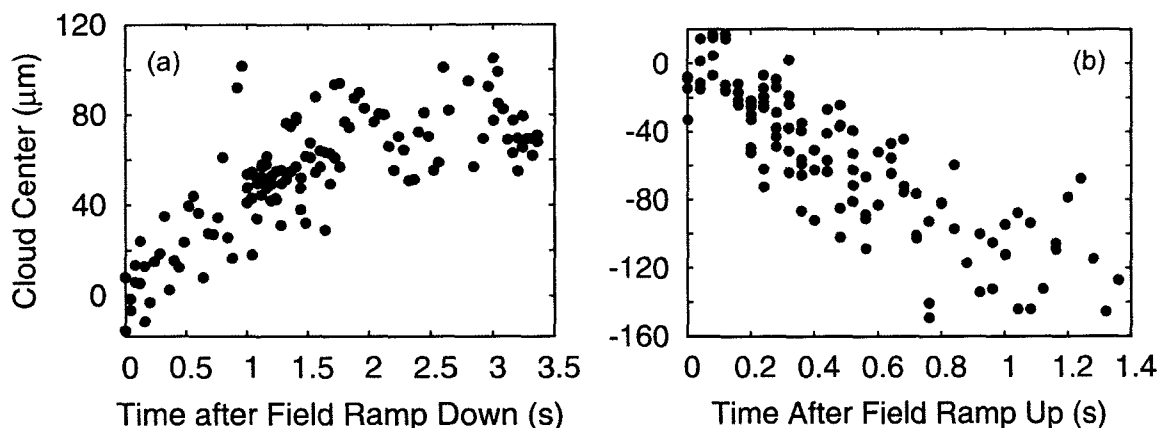 120
80
40
0
Cloud Center (μm)
(a)
0 0.5 1 1.5 2 2.5 3 3.5
Time after Field Ramp Down (s)
0
-40
-80
-120
-160
(b)
0 0.2 0.4 0.6 0.8 1 1.2 1.4
Time After Field Ramp Up (s)